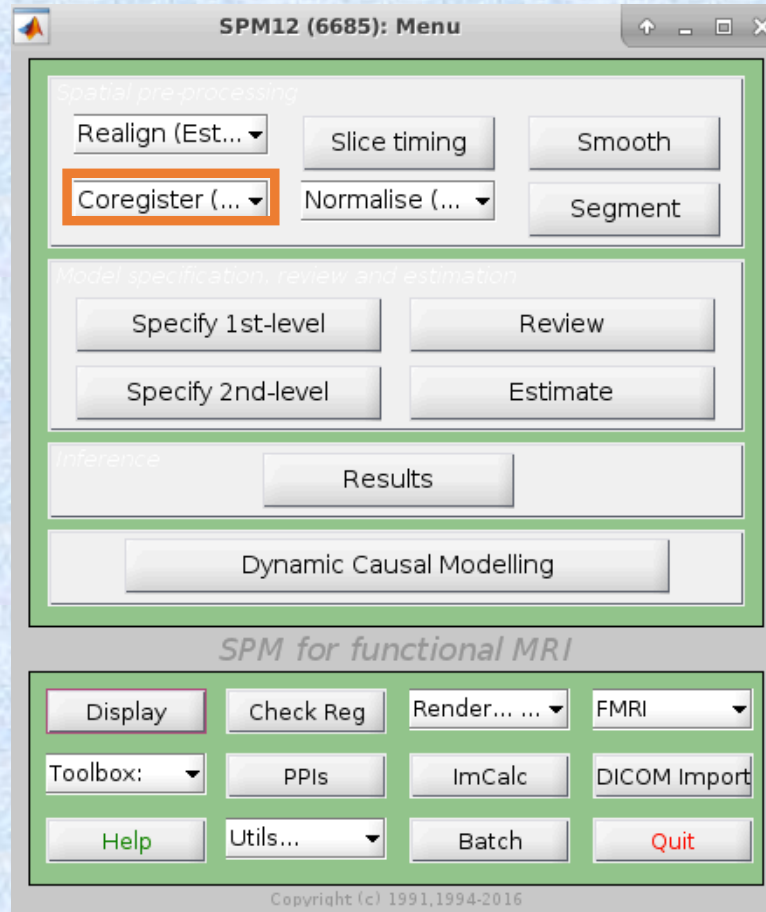 SPM12 (6685): Menu
Spatial pre-processing
Realign (Est...
Slice timing
Smooth
Coregister (...
Normalise (...
Segment
Model specification, review and estimation
Specify 1st-level
Review
Specify 2nd-level
Estimate
Inference
Results
Dynamic Causal Modelling
SPM for functional MRI
Display
Check Reg
Render... ...
FMRI
Toolbox:
PPIs
ImCalc
DICOM Import
Help
Utils...
Batch
Quit
Copyright (c) 1991,1994-2016